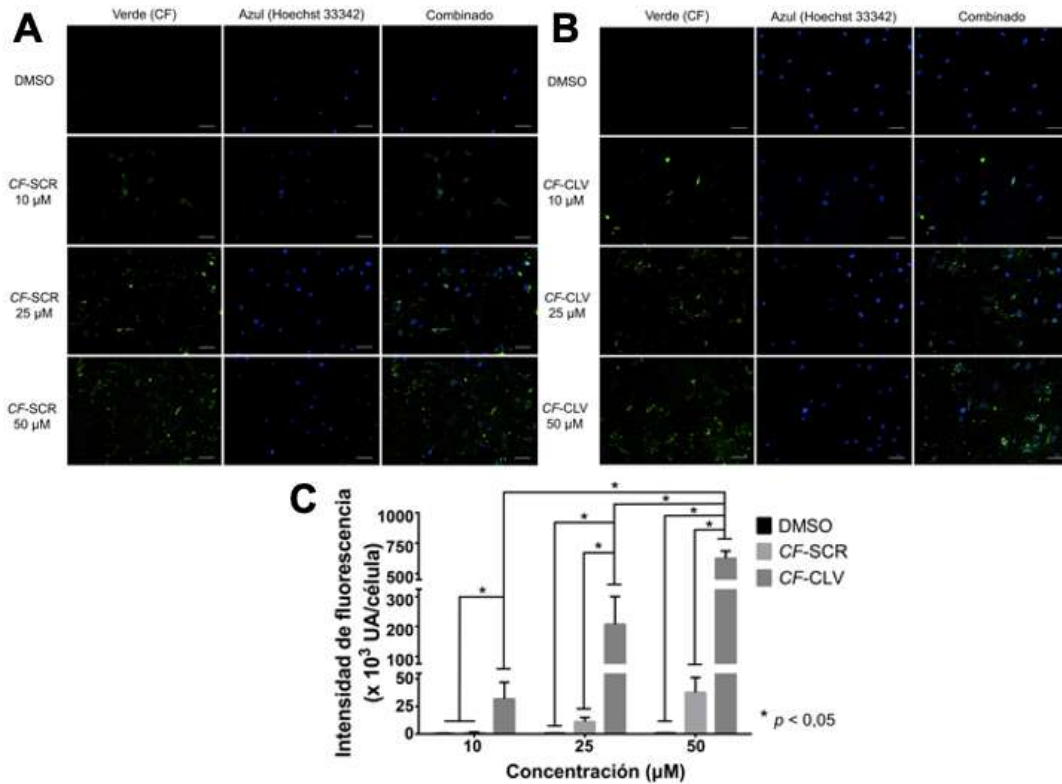 A
Verde (CF) Azul (Hoechst 33342) Combinado
DMSO
CF-SCR
10 µM
CF-SCR
25 µM
CF-SCR
50 µM
B
Verde (CF) Azul (Hoechst 33342) Combinado
DMSO
CF-CLV
10 µM
CF-CLV
25 µM
CF-CLV
50 µM
C
Intensidad de fluorescencia
(x 10³ UA/célula)
1000
750
500
300
200
100
50
25
0
* * * * * * *
10 25 50
Concentración (µM)
DMSO
CF-SCR
CF-CLV
* p < 0,05